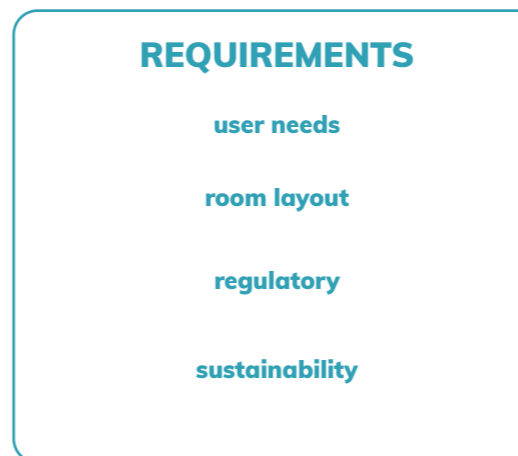 REQUIREMENTS
user needs
room layout
regulatory
sustainability